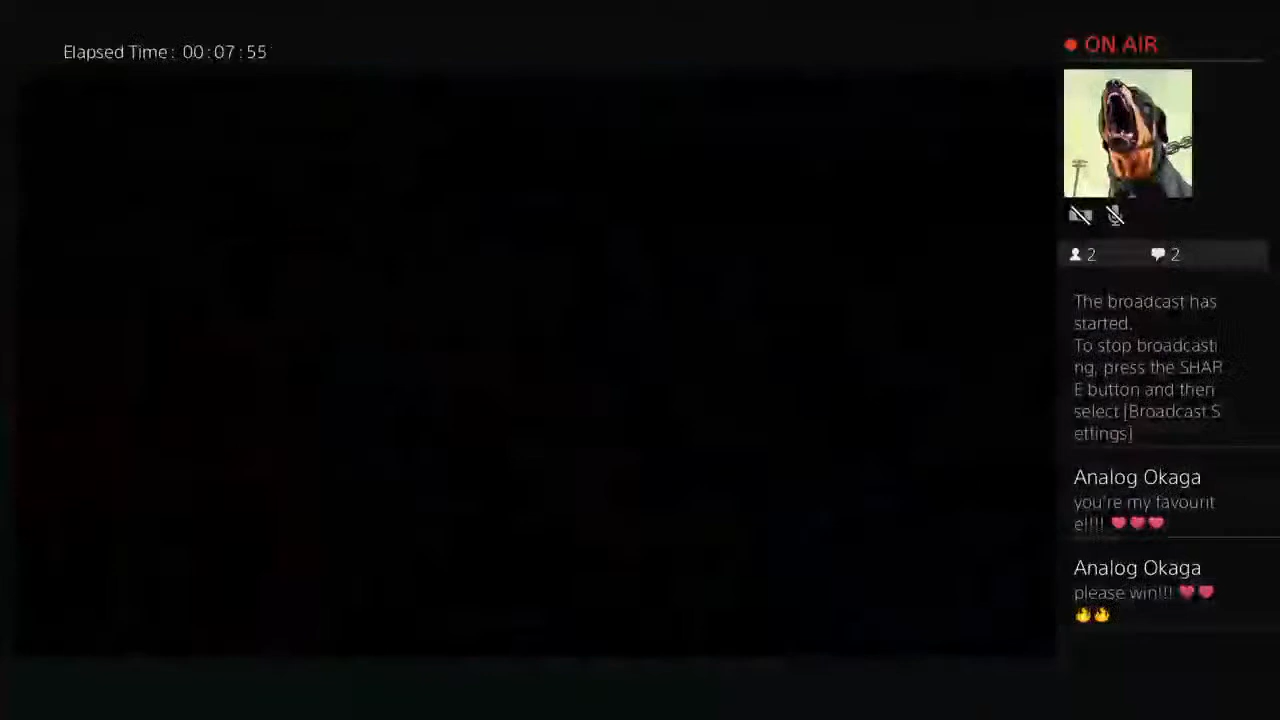 Elapsed Time: 00:07:55
ON AIR
2 2
The broadcast has
started.
To stop broadcasti
ng, press the SHAR
E button and then
select [Broadcast S
ettings]
Analog Okaga
you're my favourit
e!!!! ❤❤❤
Analog Okaga
please win!!! ❤❤
🔥🔥